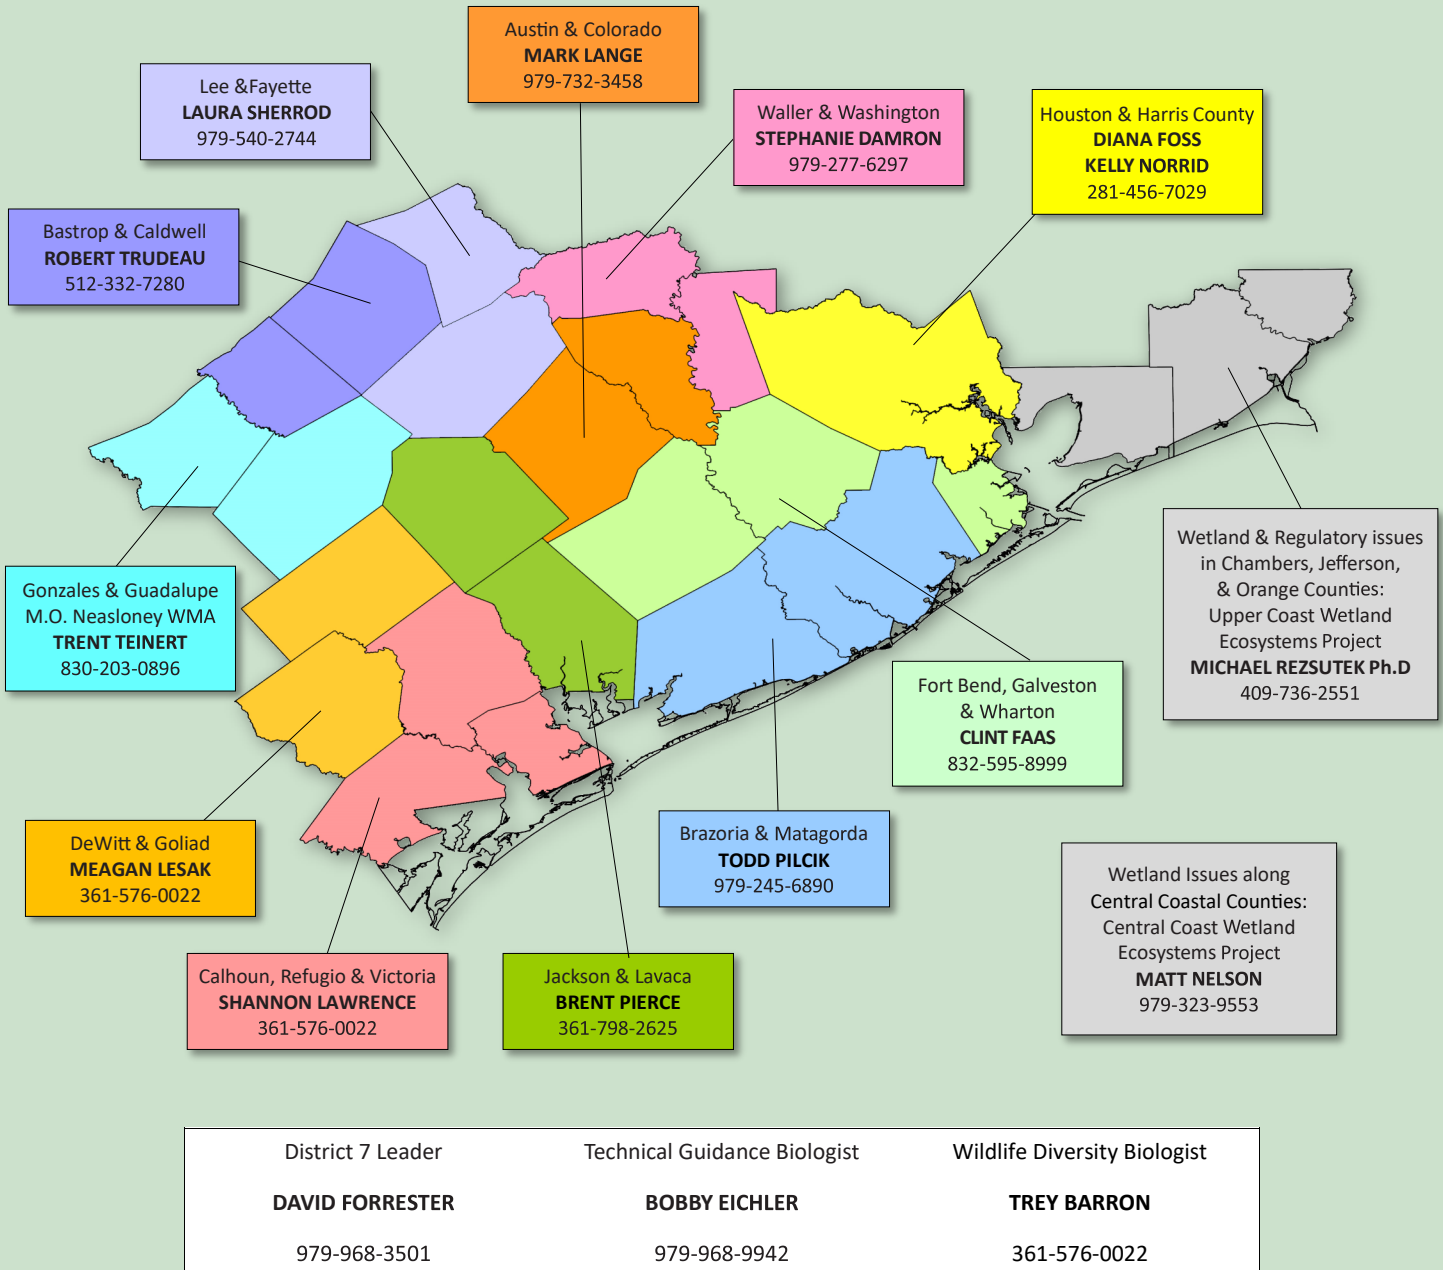 Austin & Colorado
MARK LANGE
979-732-3458
Lee &Fayette
LAURA SHERROD
979-540-2744
Waller & Washington
STEPHANIE DAMRON
979-277-6297
Houston & Harris County
DIANA FOSS
KELLY NORRID
281-456-7029
Bastrop & Caldwell
ROBERT TRUDEAU
512-332-7280
Wetland & Regulatory issues
in Chambers, Jefferson,
& Orange Counties:
Upper Coast Wetland
Ecosystems Project
MICHAEL REZSUTEK Ph.D
409-736-2551
Gonzales & Guadalupe
M.O. Neasloney WMA
TRENT TEINERT
830-203-0896
Fort Bend, Galveston
& Wharton
CLINT FAAS
832-595-8999
DeWitt & Goliad
MEAGAN LESAK
361-576-0022
Brazoria & Matagorda
TODD PILCIK
979-245-6890
Wetland Issues along
Central Coastal Counties:
Central Coast Wetland
Ecosystems Project
MATT NELSON
979-323-9553
Calhoun, Refugio & Victoria
SHANNON LAWRENCE
361-576-0022
Jackson & Lavaca
BRENT PIERCE
361-798-2625
District 7 Leader
DAVID FORRESTER
979-968-3501
Technical Guidance Biologist
BOBBY EICHLER
979-968-9942
Wildlife Diversity Biologist
TREY BARRON
361-576-0022